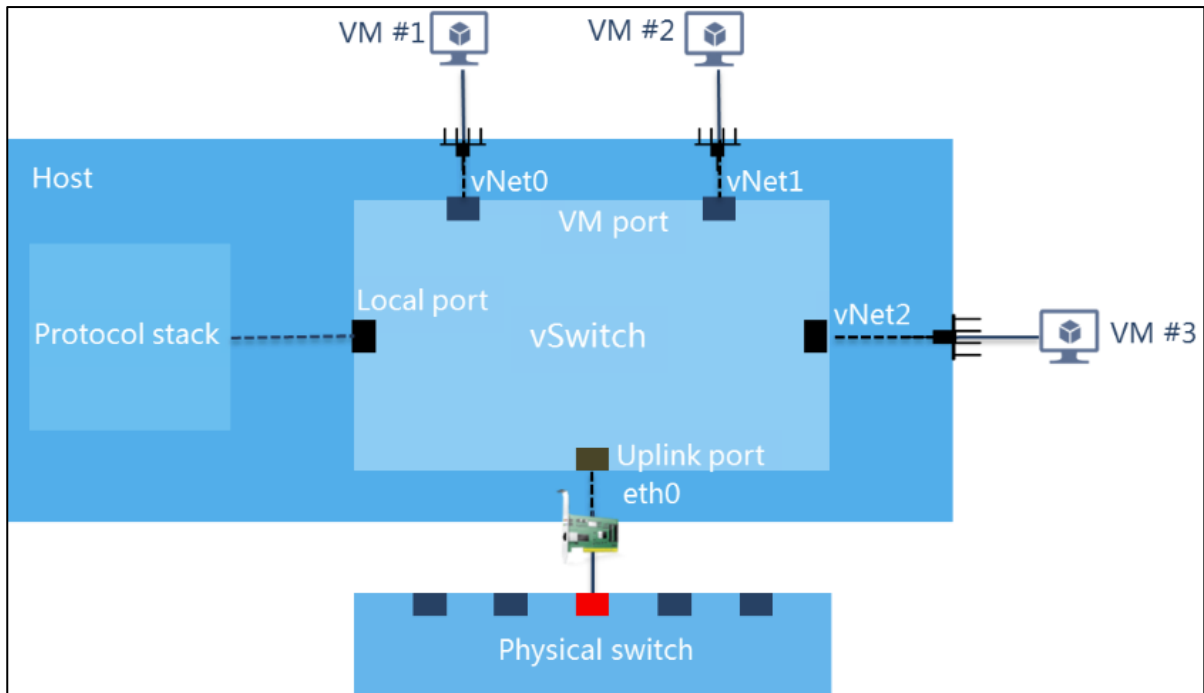 VM #1
VM #2
Host
vNet0
vNet1
VM port
Local port
Protocol stack
vSwitch
vNet2
VM #3
Uplink port
eth0
Physical switch